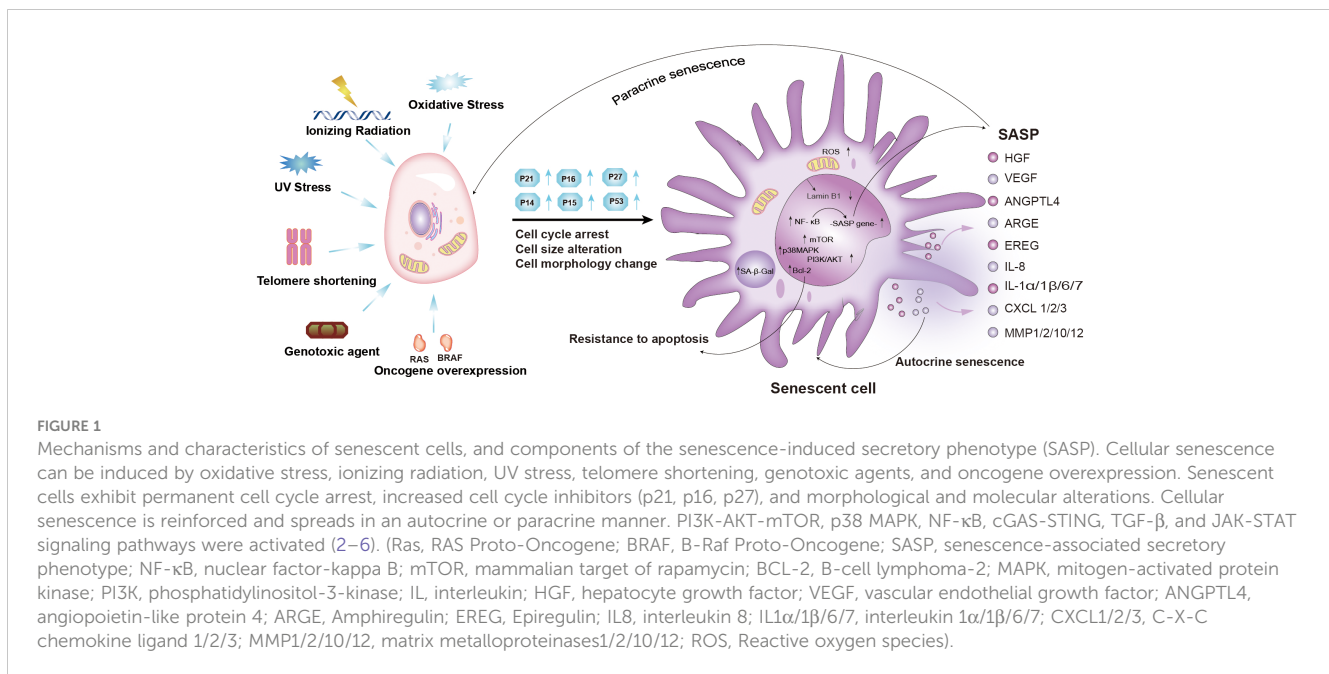 Paracrine senescence
Oxidative Stress
Ionizing Radiation
UV Stress
Telomere shortening
Genotoxic agent
RAS BRAF
Oncogene overexpression
P21 ↑ P16 ↑ P27 ↑
P14 ↑ P15 ↑ P53 ↑
Cell cycle arrest
Cell size alteration
Cell morphology change
ROS ↑
Lamin B1 ↓
↑ NF- κB -SASP gene- ↑
↑ mTOR
↑p38MAPK
PI3K/AKT ↑
↑Bcl-2
↑SA-β-Gal
Resistance to apoptosis
Autocrine senescence
Senescent cell
SASP
HGF
VEGF
ANGPTL4
ARGE
EREG
IL-8
IL-1α/1β/6/7
CXCL 1/2/3
MMP1/2/10/12
FIGURE 1
Mechanisms and characteristics of senescent cells, and components of the senescence-induced secretory phenotype (SASP). Cellular senescence
can be induced by oxidative stress, ionizing radiation, UV stress, telomere shortening, genotoxic agents, and oncogene overexpression. Senescent
cells exhibit permanent cell cycle arrest, increased cell cycle inhibitors (p21, p16, p27), and morphological and molecular alterations. Cellular
senescence is reinforced and spreads in an autocrine or paracrine manner. PI3K-AKT-mTOR, p38 MAPK, NF-κB, cGAS-STING, TGF-β, and JAK-STAT
signaling pathways were activated (2–6). (Ras, RAS Proto-Oncogene; BRAF, B-Raf Proto-Oncogene; SASP, senescence-associated secretory
phenotype; NF-κB, nuclear factor-kappa B; mTOR, mammalian target of rapamycin; BCL-2, B-cell lymphoma-2; MAPK, mitogen-activated protein
kinase; PI3K, phosphatidylinositol-3-kinase; IL, interleukin; HGF, hepatocyte growth factor; VEGF, vascular endothelial growth factor; ANGPTL4,
angiopoietin-like protein 4; ARGE, Amphiregulin; EREG, Epiregulin; IL8, interleukin 8; IL1α/1β/6/7, interleukin 1α/1β/6/7; CXCL1/2/3, C-X-C
chemokine ligand 1/2/3; MMP1/2/10/12, matrix metalloproteinases1/2/10/12; ROS, Reactive oxygen species).